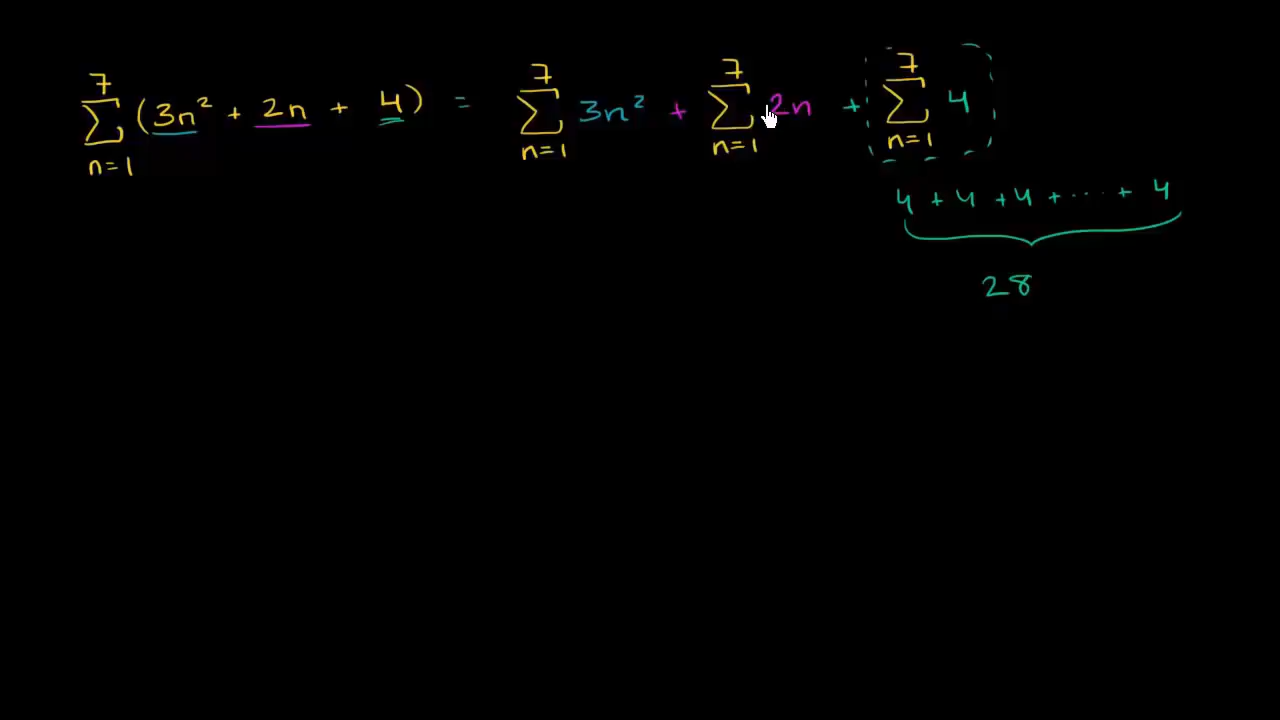 7 7 7 7
∑ (3n² + 2n + 4) = ∑ 3n² + ∑ 2n + ∑ 4
n=1 n=1 n=1 n=1
4 + 4 + 4 + ... + 4
28